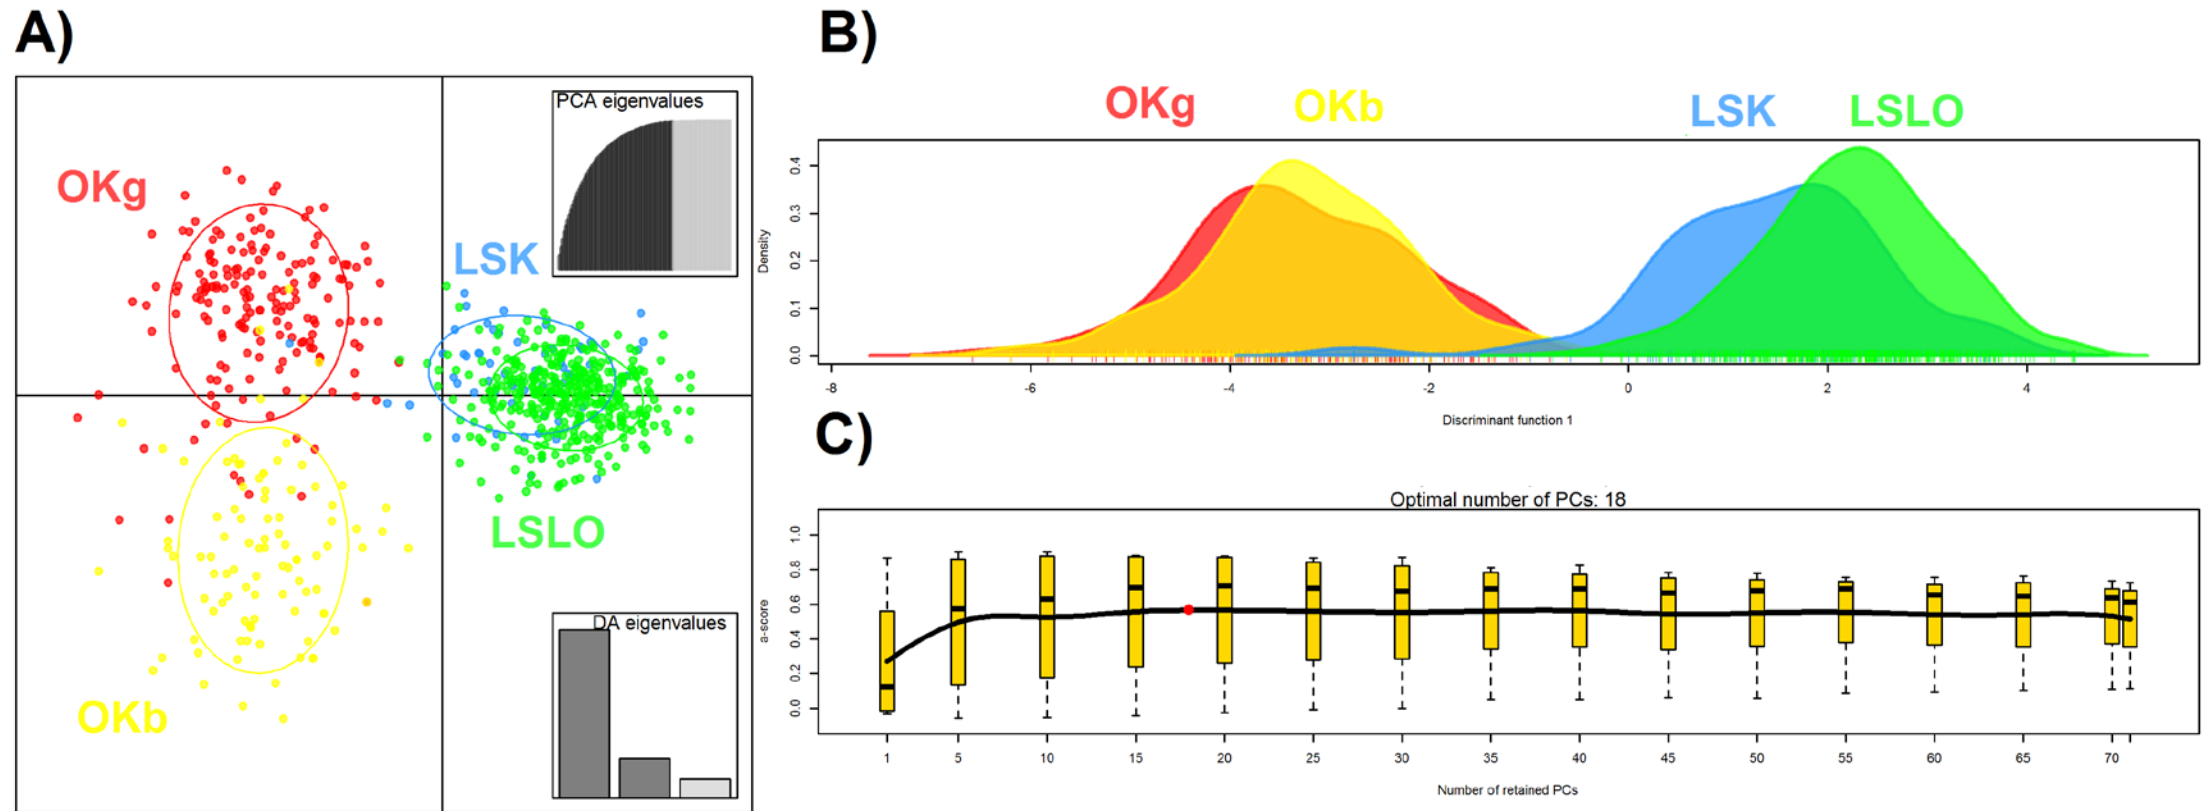 A)
OKg
LSK
LSLO
OKb
PCA eigenvalues
DA eigenvalues
B)
OKg OKb LSK LSLO
Density
0.0 0.1 0.2 0.3 0.4
-8 -6 -4 -2 0 2 4
Discriminant function 1
C)
Optimal number of PCs: 18
a-score
0.0 0.2 0.4 0.6 0.8 1.0
1 5 10 15 20 25 30 35 40 45 50 55 60 65 70
Number of retained PCs